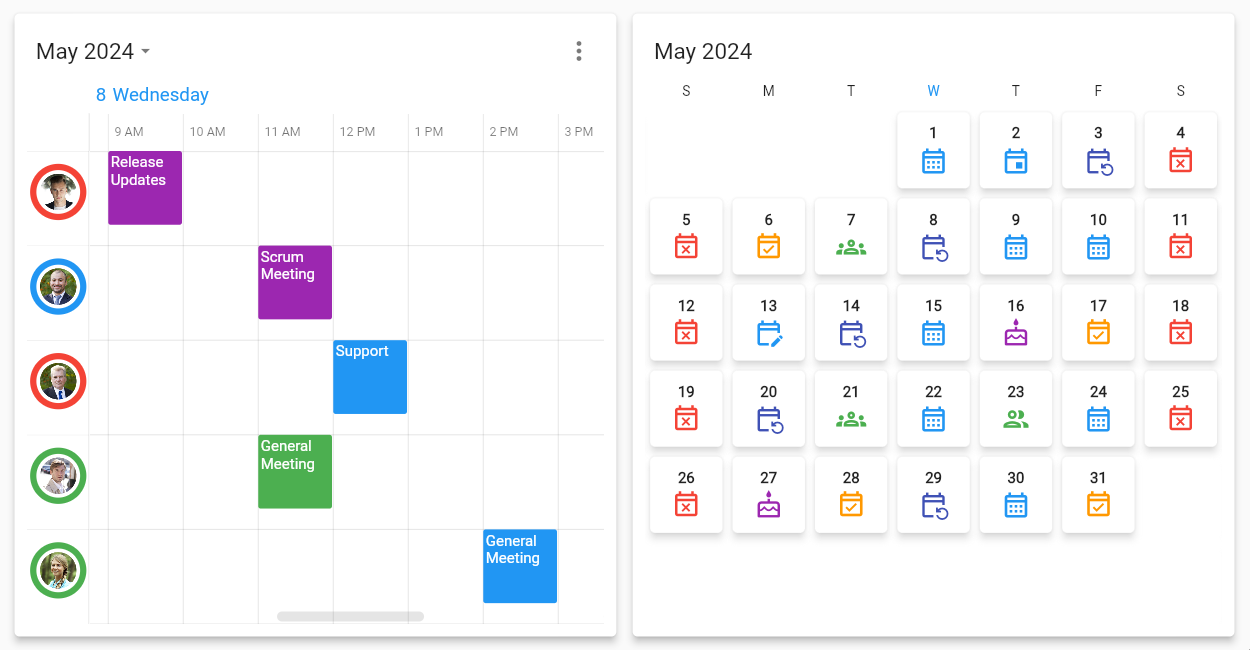 May 2024
8 Wednesday
9 AM 10 AM 11 AM 12 PM 1 PM 2 PM 3 PM
Release
Updates
Scrum
Meeting
Support
General
Meeting
General
Meeting
May 2024
S M T W T F S
1 2 3 4
5 6 7 8 9 10 11
12 13 14 15 16 17 18
19 20 21 22 23 24 25
26 27 28 29 30 31